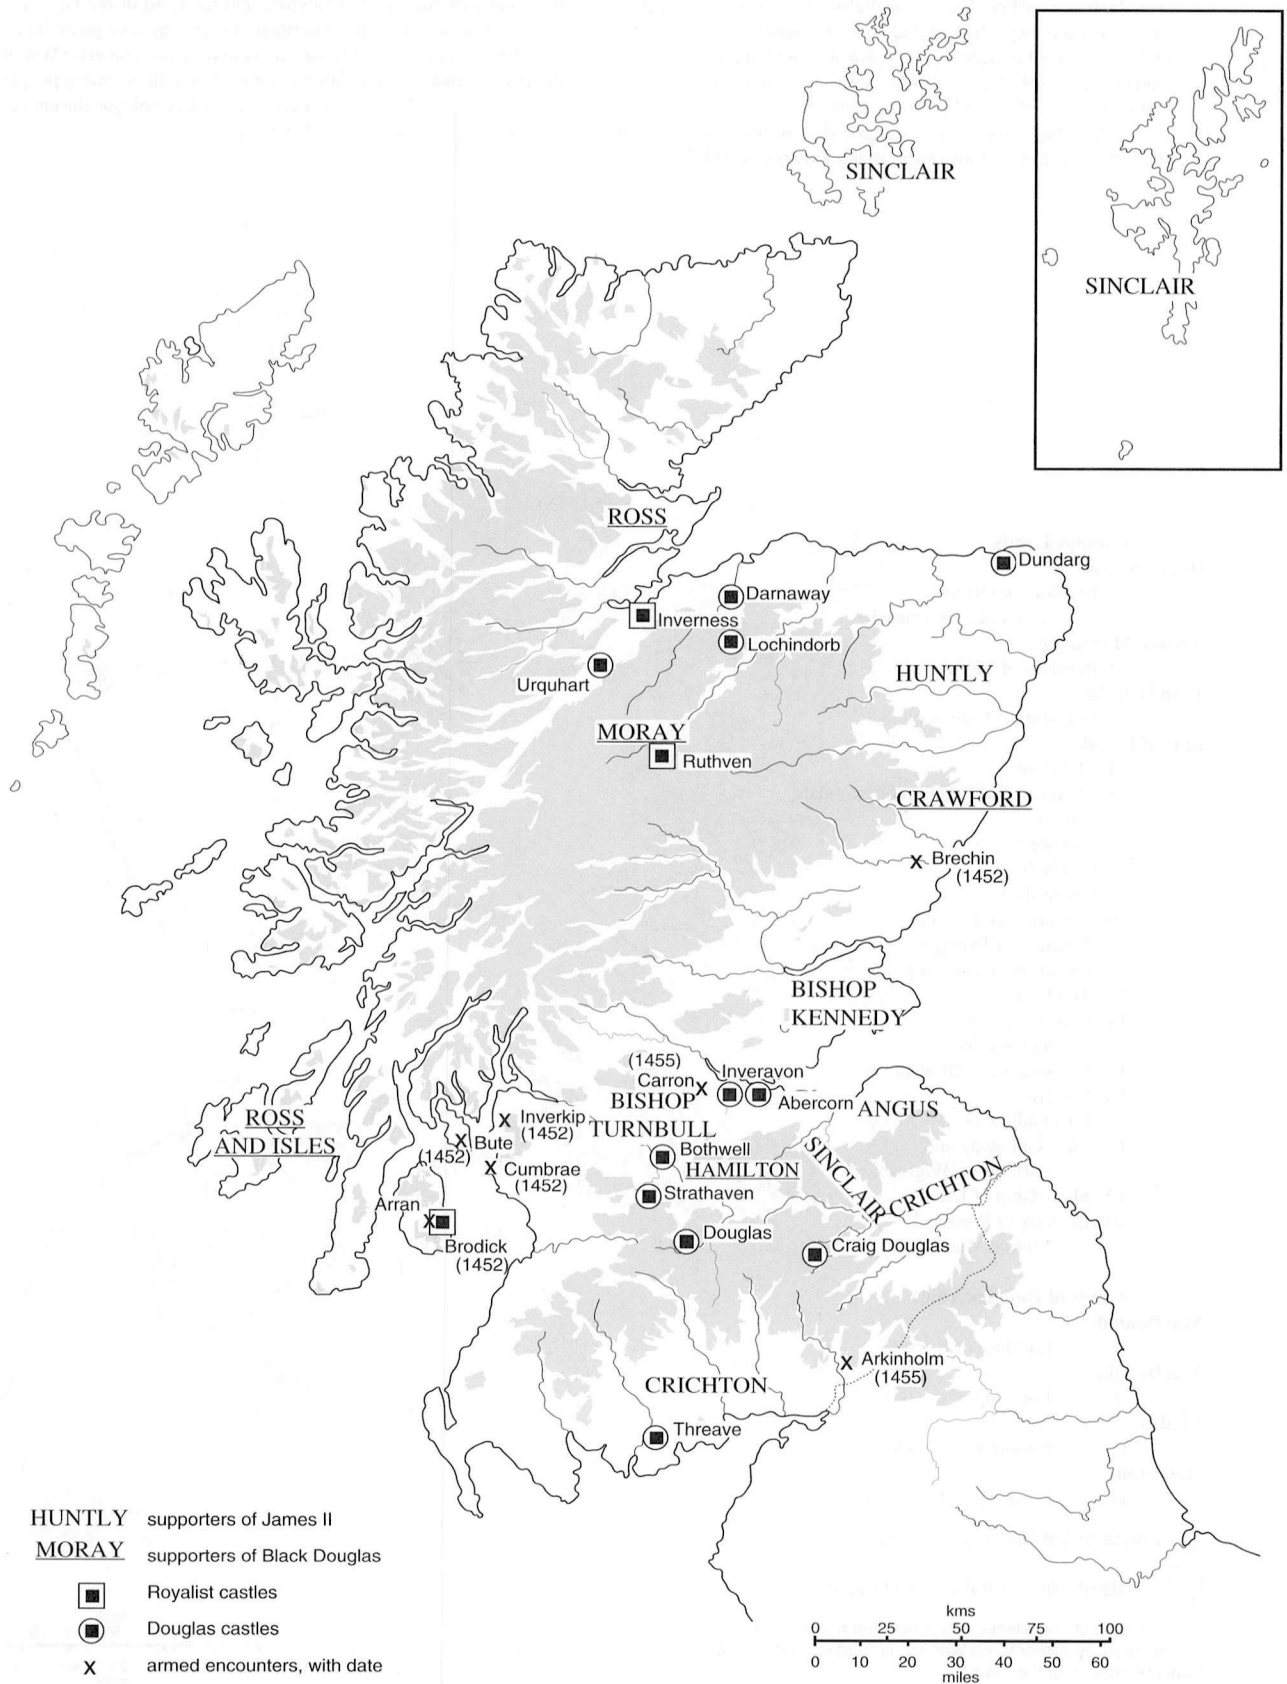 SINCLAIR
SINCLAIR
ROSS
Dundarg
Darnaway
Inverness
Lochindorb
HUNTLY
Urquhart
MORAY
Ruthven
CRAWFORD
Brechin
(1452)
BISHOP
KENNEDY
(1455)
Carron X
Inveravon
Abercorn
ANGUS
BISHOP
TURNBULL
ROSS
AND ISLES
X Inverkip
(1452)
X Bute
(1452)
X Cumbrae
(1452)
Bothwell
HAMILTON
SINCLAIR
CRICHTON
Strathaven
Arran X
Brodick
(1452)
Douglas
Craig Douglas
X Arkinholm
(1455)
CRICHTON
Threave
HUNTLY supporters of James II
MORAY supporters of Black Douglas
Royalist castles
Douglas castles
X armed encounters, with date
kms
0 25 50 75 100
0 10 20 30 40 50 60
miles